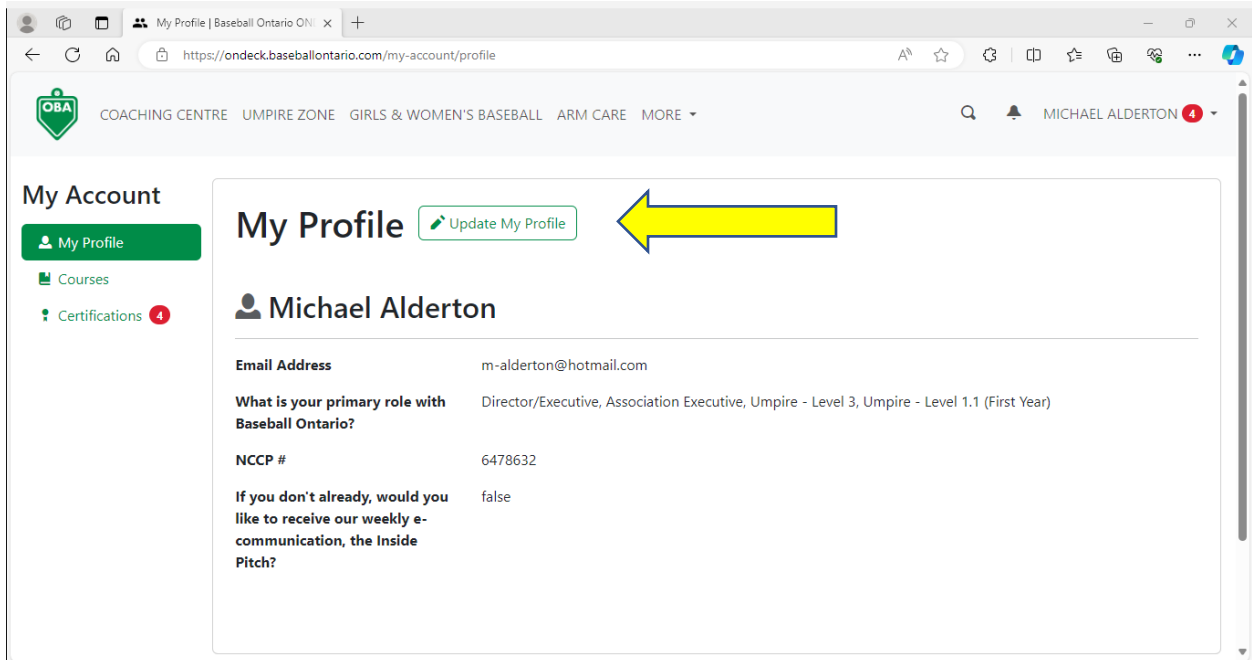 My Profile | Baseball Ontario ON
https://ondeck.baseballontario.com/my-account/profile
OBA
COACHING CENTRE UMPIRE ZONE GIRLS & WOMEN'S BASEBALL ARM CARE MORE
MICHAEL ALDERTON 4
My Account
My Profile
Courses
Certifications 4
My Profile
Update My Profile
Michael Alderton
Email Address m-alderton@hotmail.com
What is your primary role with Director/Executive, Association Executive, Umpire - Level 3, Umpire - Level 1.1 (First Year)
Baseball Ontario?
NCCP # 6478632
If you don't already, would you false
like to receive our weekly e-
communication, the Inside
Pitch?